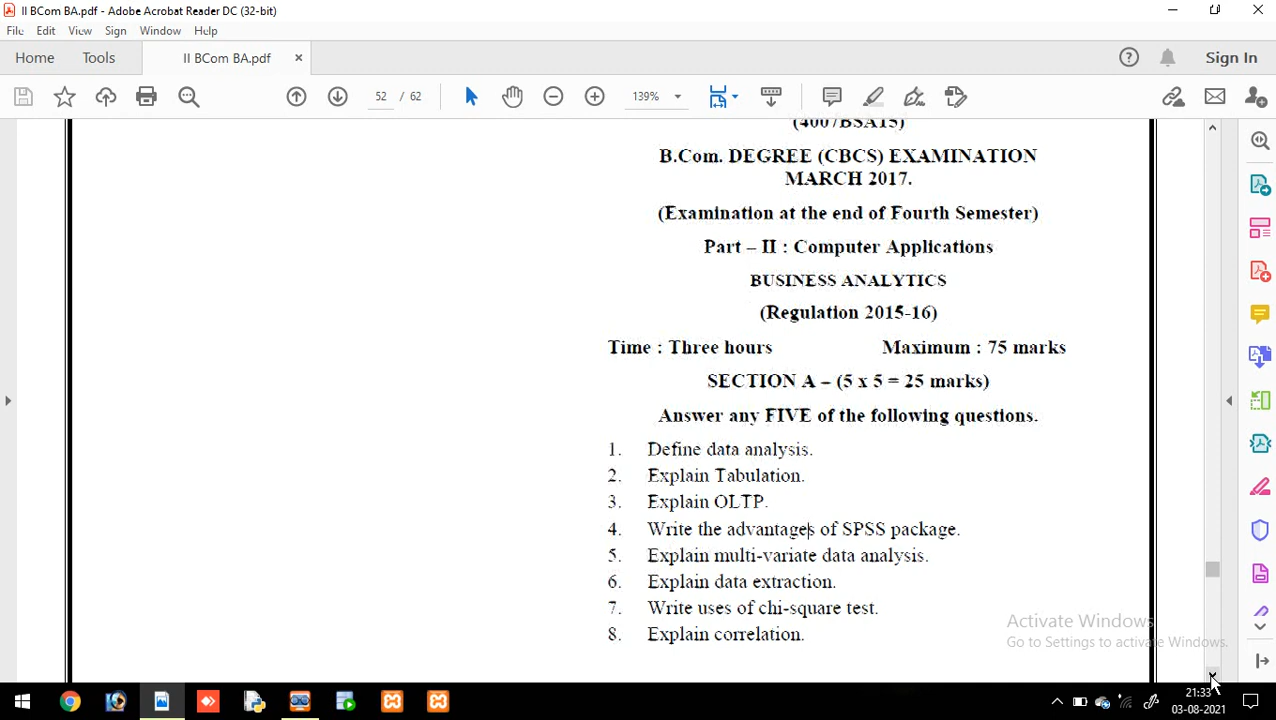 II BCom BA.pdf - Adobe Acrobat Reader DC (32-bit)
File Edit View Sign Window Help
Home Tools II BCom BA.pdf × Sign In
52 / 62 139%
(4007BSA15)
B.Com. DEGREE (CBCS) EXAMINATION
MARCH 2017.
(Examination at the end of Fourth Semester)
Part – II : Computer Applications
BUSINESS ANALYTICS
(Regulation 2015-16)
Time : Three hours Maximum : 75 marks
SECTION A – (5 x 5 = 25 marks)
Answer any FIVE of the following questions.
1. Define data analysis.
2. Explain Tabulation.
3. Explain OLTP.
4. Write the advantages of SPSS package.
5. Explain multi-variate data analysis.
6. Explain data extraction.
7. Write uses of chi-square test.
8. Explain correlation.
Activate Windows
Go to Settings to activate Windows.
21:33
03-08-2021